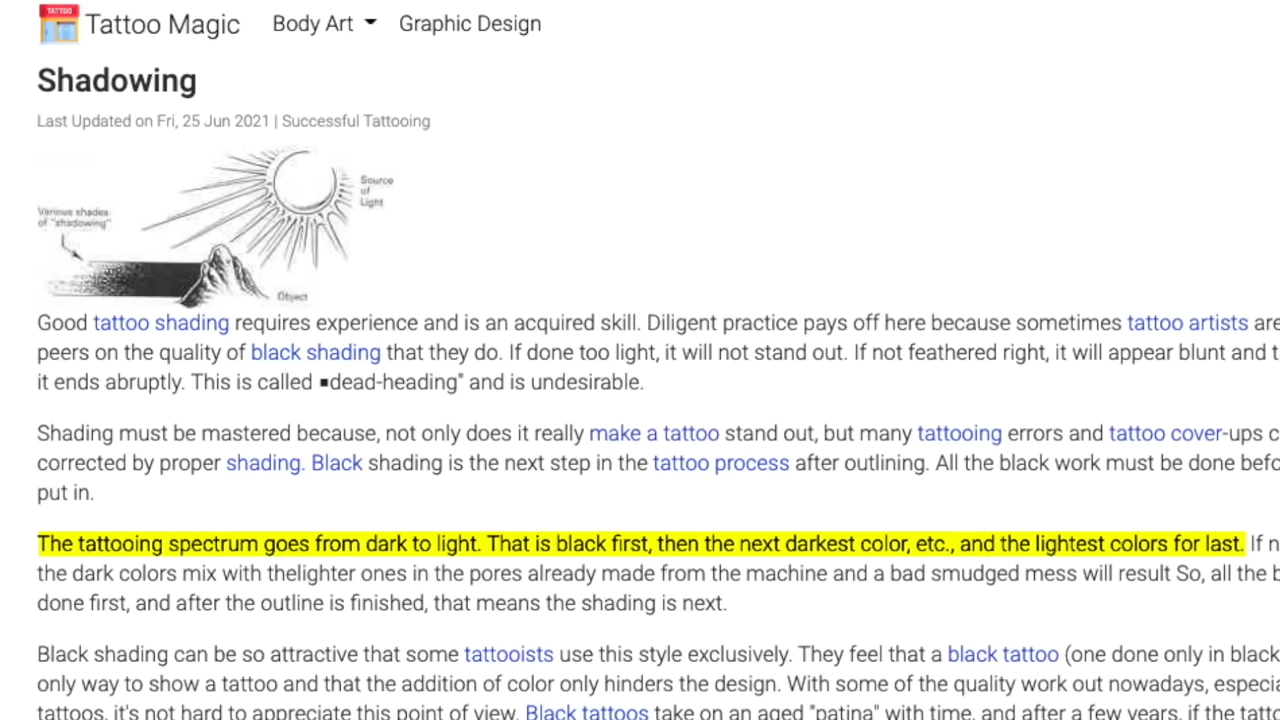 TATTOO
Tattoo Magic Body Art Graphic Design
Shadowing
Last Updated on Fri, 25 Jun 2021 | Successful Tattooing
Source
of
Light
Various shades
of "shadowing"
Object
Good tattoo shading requires experience and is an acquired skill. Diligent practice pays off here because sometimes tattoo artists are
peers on the quality of black shading that they do. If done too light, it will not stand out. If not feathered right, it will appear blunt and t
it ends abruptly. This is called ■dead-heading" and is undesirable.
Shading must be mastered because, not only does it really make a tattoo stand out, but many tattooing errors and tattoo cover-ups c
corrected by proper shading. Black shading is the next step in the tattoo process after outlining. All the black work must be done befo
put in.
The tattooing spectrum goes from dark to light. That is black first, then the next darkest color, etc., and the lightest colors for last. If n
the dark colors mix with thelighter ones in the pores already made from the machine and a bad smudged mess will result So, all the b
done first, and after the outline is finished, that means the shading is next.
Black shading can be so attractive that some tattooists use this style exclusively. They feel that a black tattoo (one done only in black
only way to show a tattoo and that the addition of color only hinders the design. With some of the quality work out nowadays, especia
tattoos, it's not hard to appreciate this point of view. Black tattoos take on an aged "patina" with time, and after a few years, if the tatto